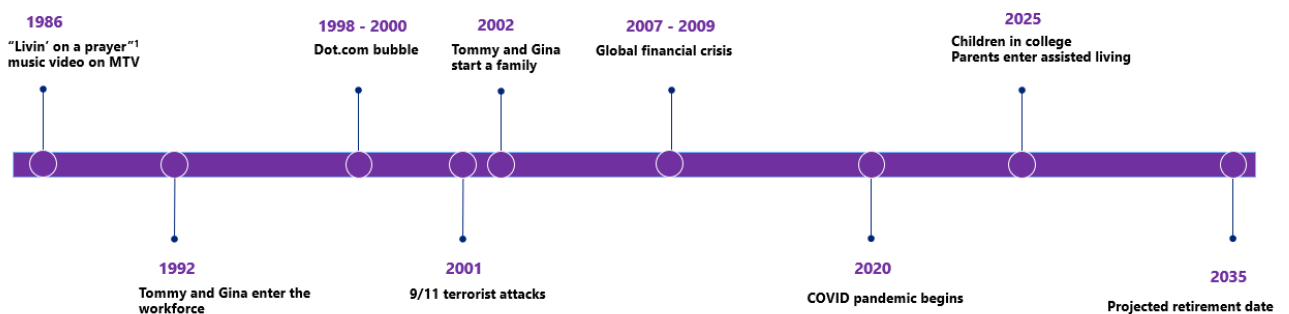 1986
“Livin’ on a prayer”¹
music video on MTV
1998 - 2000
Dot.com bubble
2002
Tommy and Gina
start a family
2007 - 2009
Global financial crisis
2025
Children in college
Parents enter assisted living
1992
Tommy and Gina enter the
workforce
2001
9/11 terrorist attacks
2020
COVID pandemic begins
2035
Projected retirement date